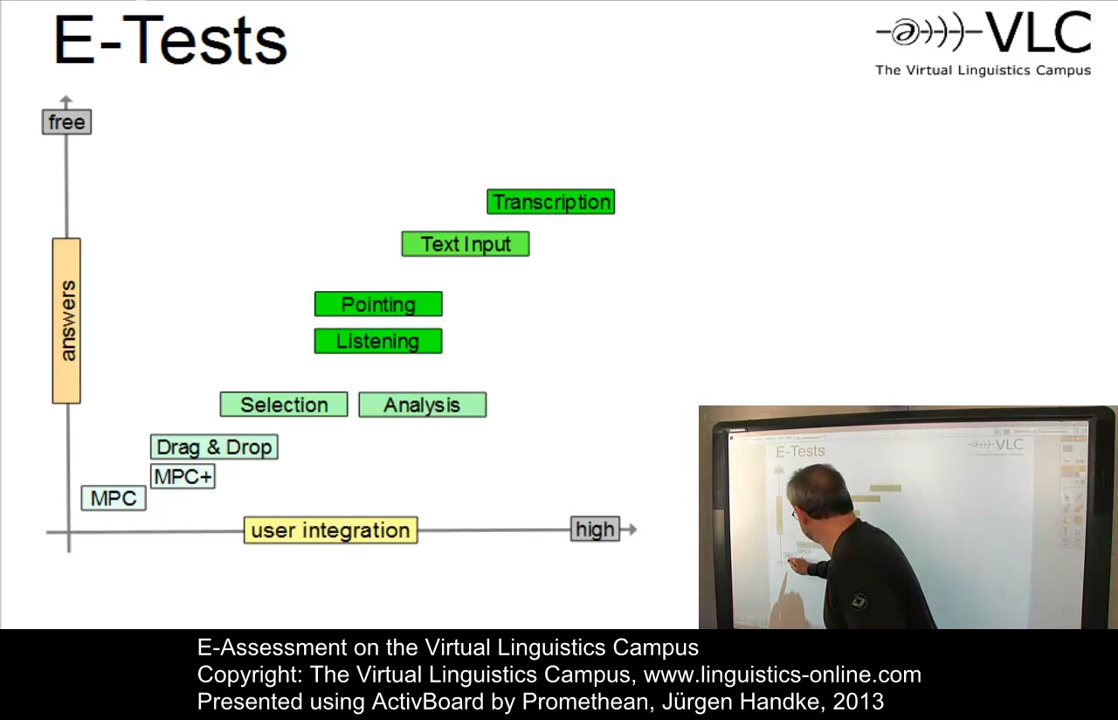 E-Tests
VLC
The Virtual Linguistics Campus
free
Transcription
Text Input
Pointing
answers
Listening
Selection
Analysis
Drag & Drop
MPC+
MPC
user integration
high
E-Tests
VLC
E-Assessment on the Virtual Linguistics Campus
Copyright: The Virtual Linguistics Campus, www.linguistics-online.com
Presented using ActivBoard by Promethean, Jürgen Handke, 2013